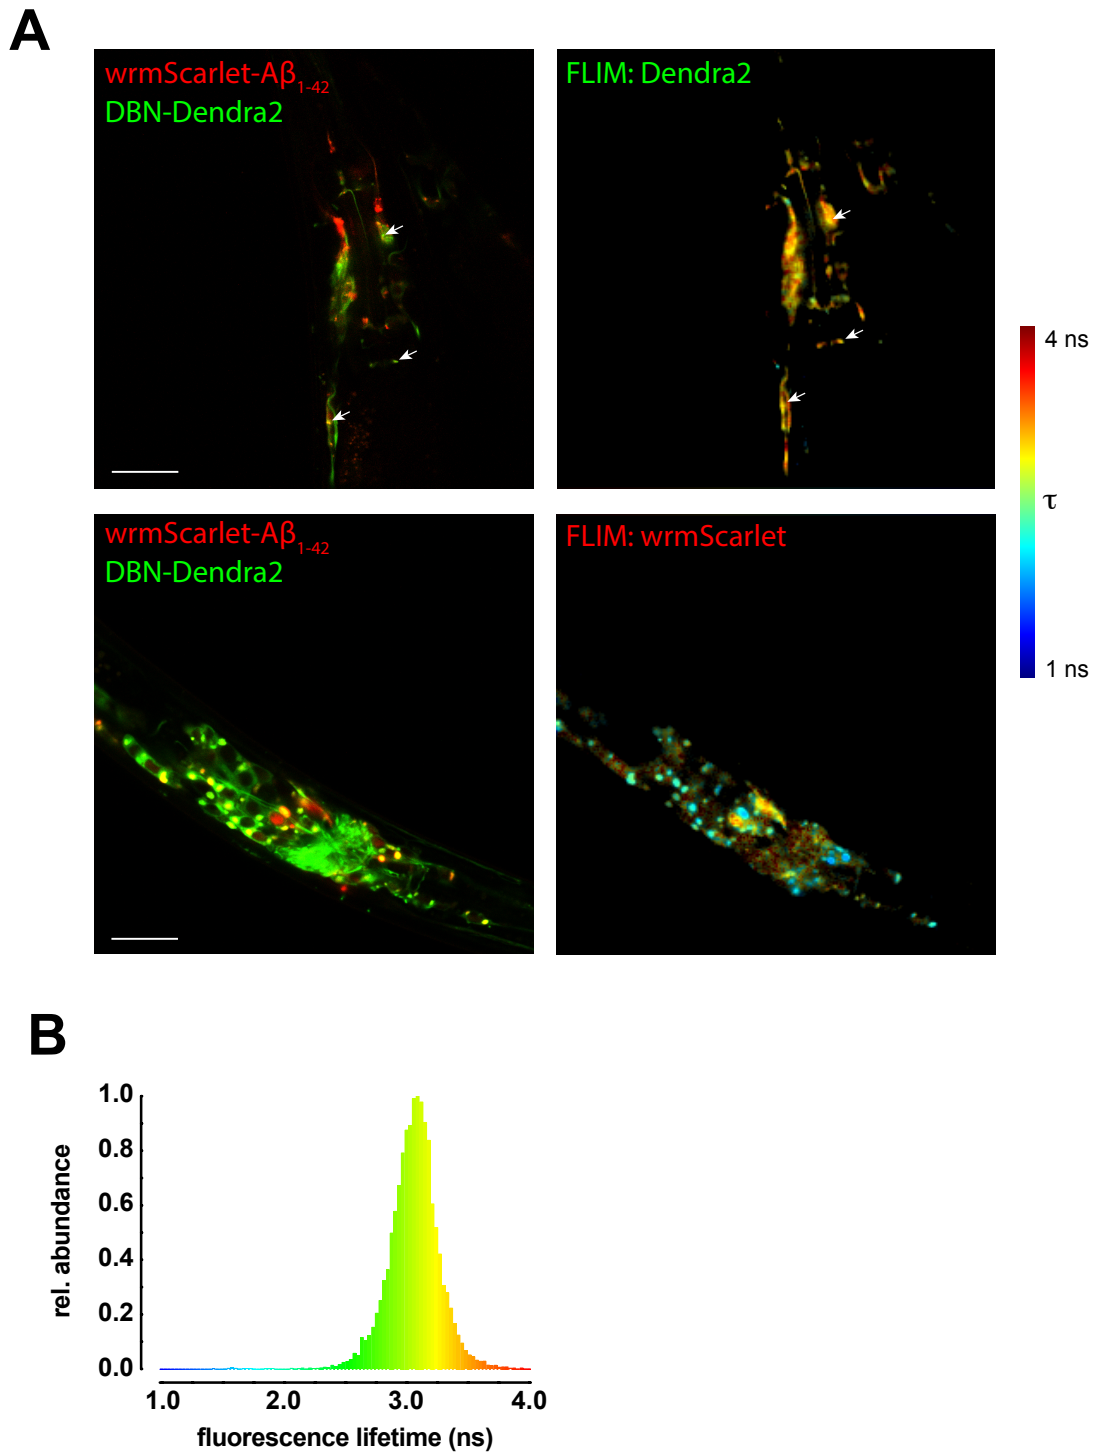 A
wrmScarlet-Aβ1-42
DBN-Dendra2
FLIM: Dendra2
4 ns
τ
1 ns
wrmScarlet-Aβ1-42
DBN-Dendra2
FLIM: wrmScarlet
B
1.0
0.8
0.6
0.4
0.2
0.0
rel. abundance
1.0 2.0 3.0 4.0
fluorescence lifetime (ns)